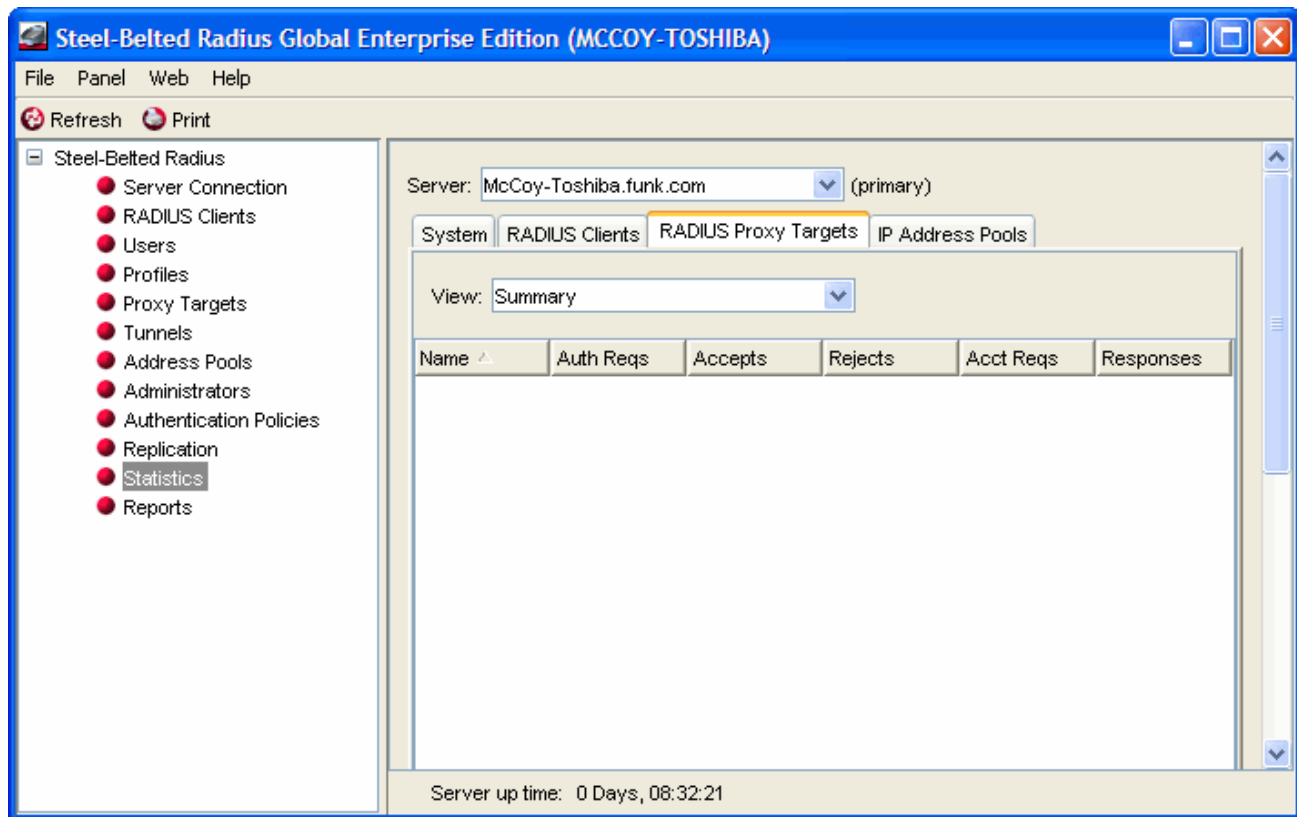 Steel-Belted Radius Global Enterprise Edition (MCCOY-TOSHIBA)
File Panel Web Help
Refresh Print
Steel-Belted Radius
Server Connection
RADIUS Clients
Users
Profiles
Proxy Targets
Tunnels
Address Pools
Administrators
Authentication Policies
Replication
Statistics
Reports
Server: McCoy-Toshiba.funk.com (primary)
System RADIUS Clients RADIUS Proxy Targets IP Address Pools
View: Summary
Name Auth Reqs Accepts Rejects Acct Reqs Responses
Server up time: 0 Days, 08:32:21